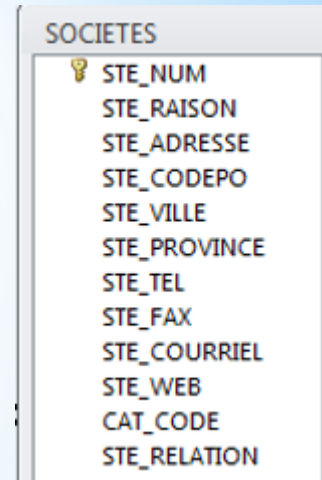 SOCIETES
STE_NUM
STE_RAISON
STE_ADRESSE
STE_CODEPO
STE_VILLE
STE_PROVINCE
STE_TEL
STE_FAX
STE_COURRIEL
STE_WEB
CAT_CODE
STE_RELATION